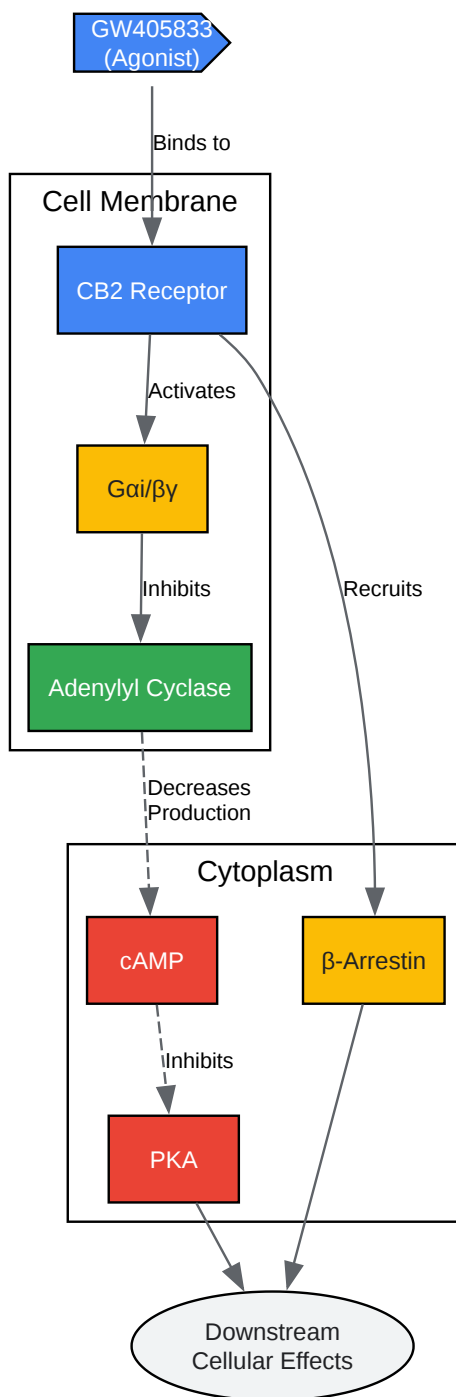 GW405833
(Agonist)
Binds to
Cell Membrane
CB2 Receptor
Activates
Gαi/βγ
Inhibits
Recruits
Adenylyl Cyclase
Decreases
Production
Cytoplasm
cAMP
β-Arrestin
Inhibits
PKA
Downstream
Cellular Effects